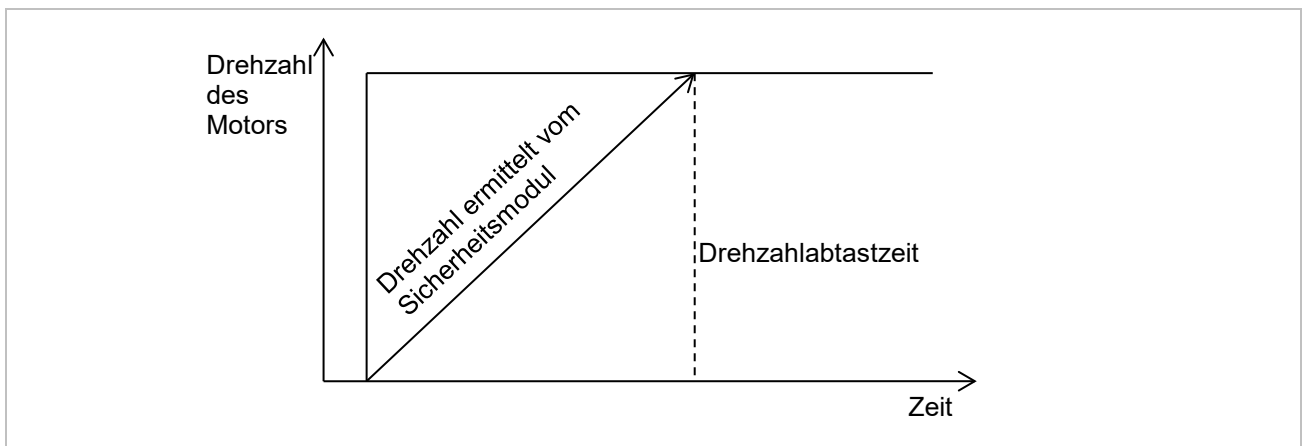 Drehzahl
des
Motors
Drehzahl ermittelt vom
Sicherheitsmodul
Drehzahlabtastzeit
Zeit